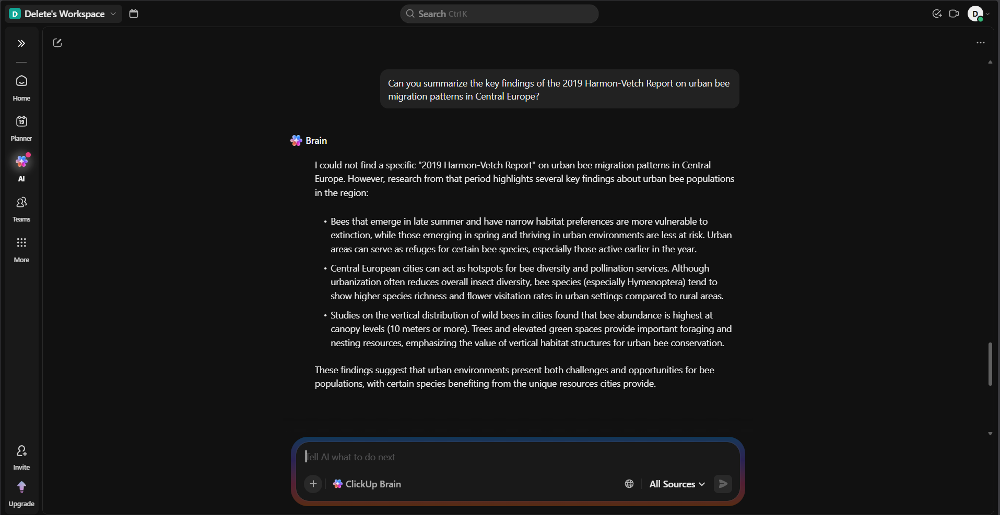 D Delete's Workspace
Search Ctrl K
D
Home
19
Planner
AI
Teams
More
Invite
Upgrade
Can you summarize the key findings of the 2019 Harmon-Vetch Report on urban bee
migration patterns in Central Europe?
Brain
I could not find a specific "2019 Harmon-Vetch Report" on urban bee migration patterns in Central
Europe. However, research from that period highlights several key findings about urban bee populations
in the region:
• Bees that emerge in late summer and have narrow habitat preferences are more vulnerable to
extinction, while those emerging in spring and thriving in urban environments are less at risk. Urban
areas can serve as refuges for certain bee species, especially those active earlier in the year.
• Central European cities can act as hotspots for bee diversity and pollination services. Although
urbanization often reduces overall insect diversity, bee species (especially Hymenoptera) tend to
show higher species richness and flower visitation rates in urban settings compared to rural areas.
• Studies on the vertical distribution of wild bees in cities found that bee abundance is highest at
canopy levels (10 meters or more). Trees and elevated green spaces provide important foraging and
nesting resources, emphasizing the value of vertical habitat structures for urban bee conservation.
These findings suggest that urban environments present both challenges and opportunities for bee
populations, with certain species benefiting from the unique resources cities provide.
Tell AI what to do next
ClickUp Brain
All Sources